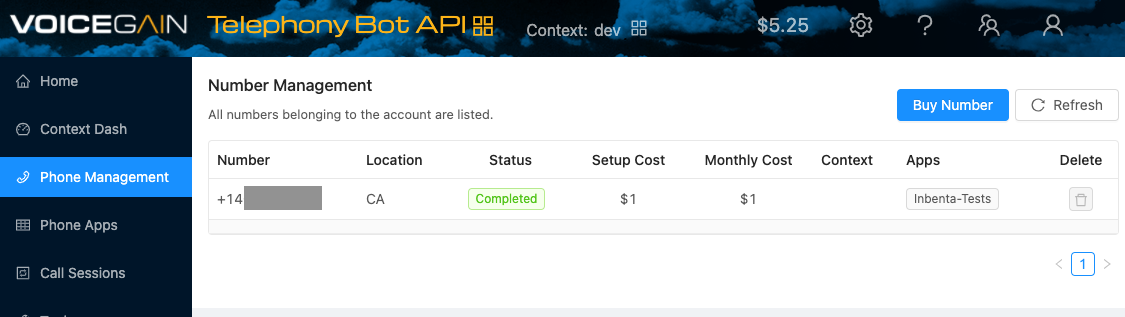 VOICEGAIN Telephony Bot API Context: dev $5.25 ?
Home
Context Dash
Phone Management
Phone Apps
Call Sessions
Number Management
All numbers belonging to the account are listed.
Buy Number Refresh
Number Location Status Setup Cost Monthly Cost Context Apps Delete
+14 CA Completed $1 $1 Inbenta-Tests
< 1 >